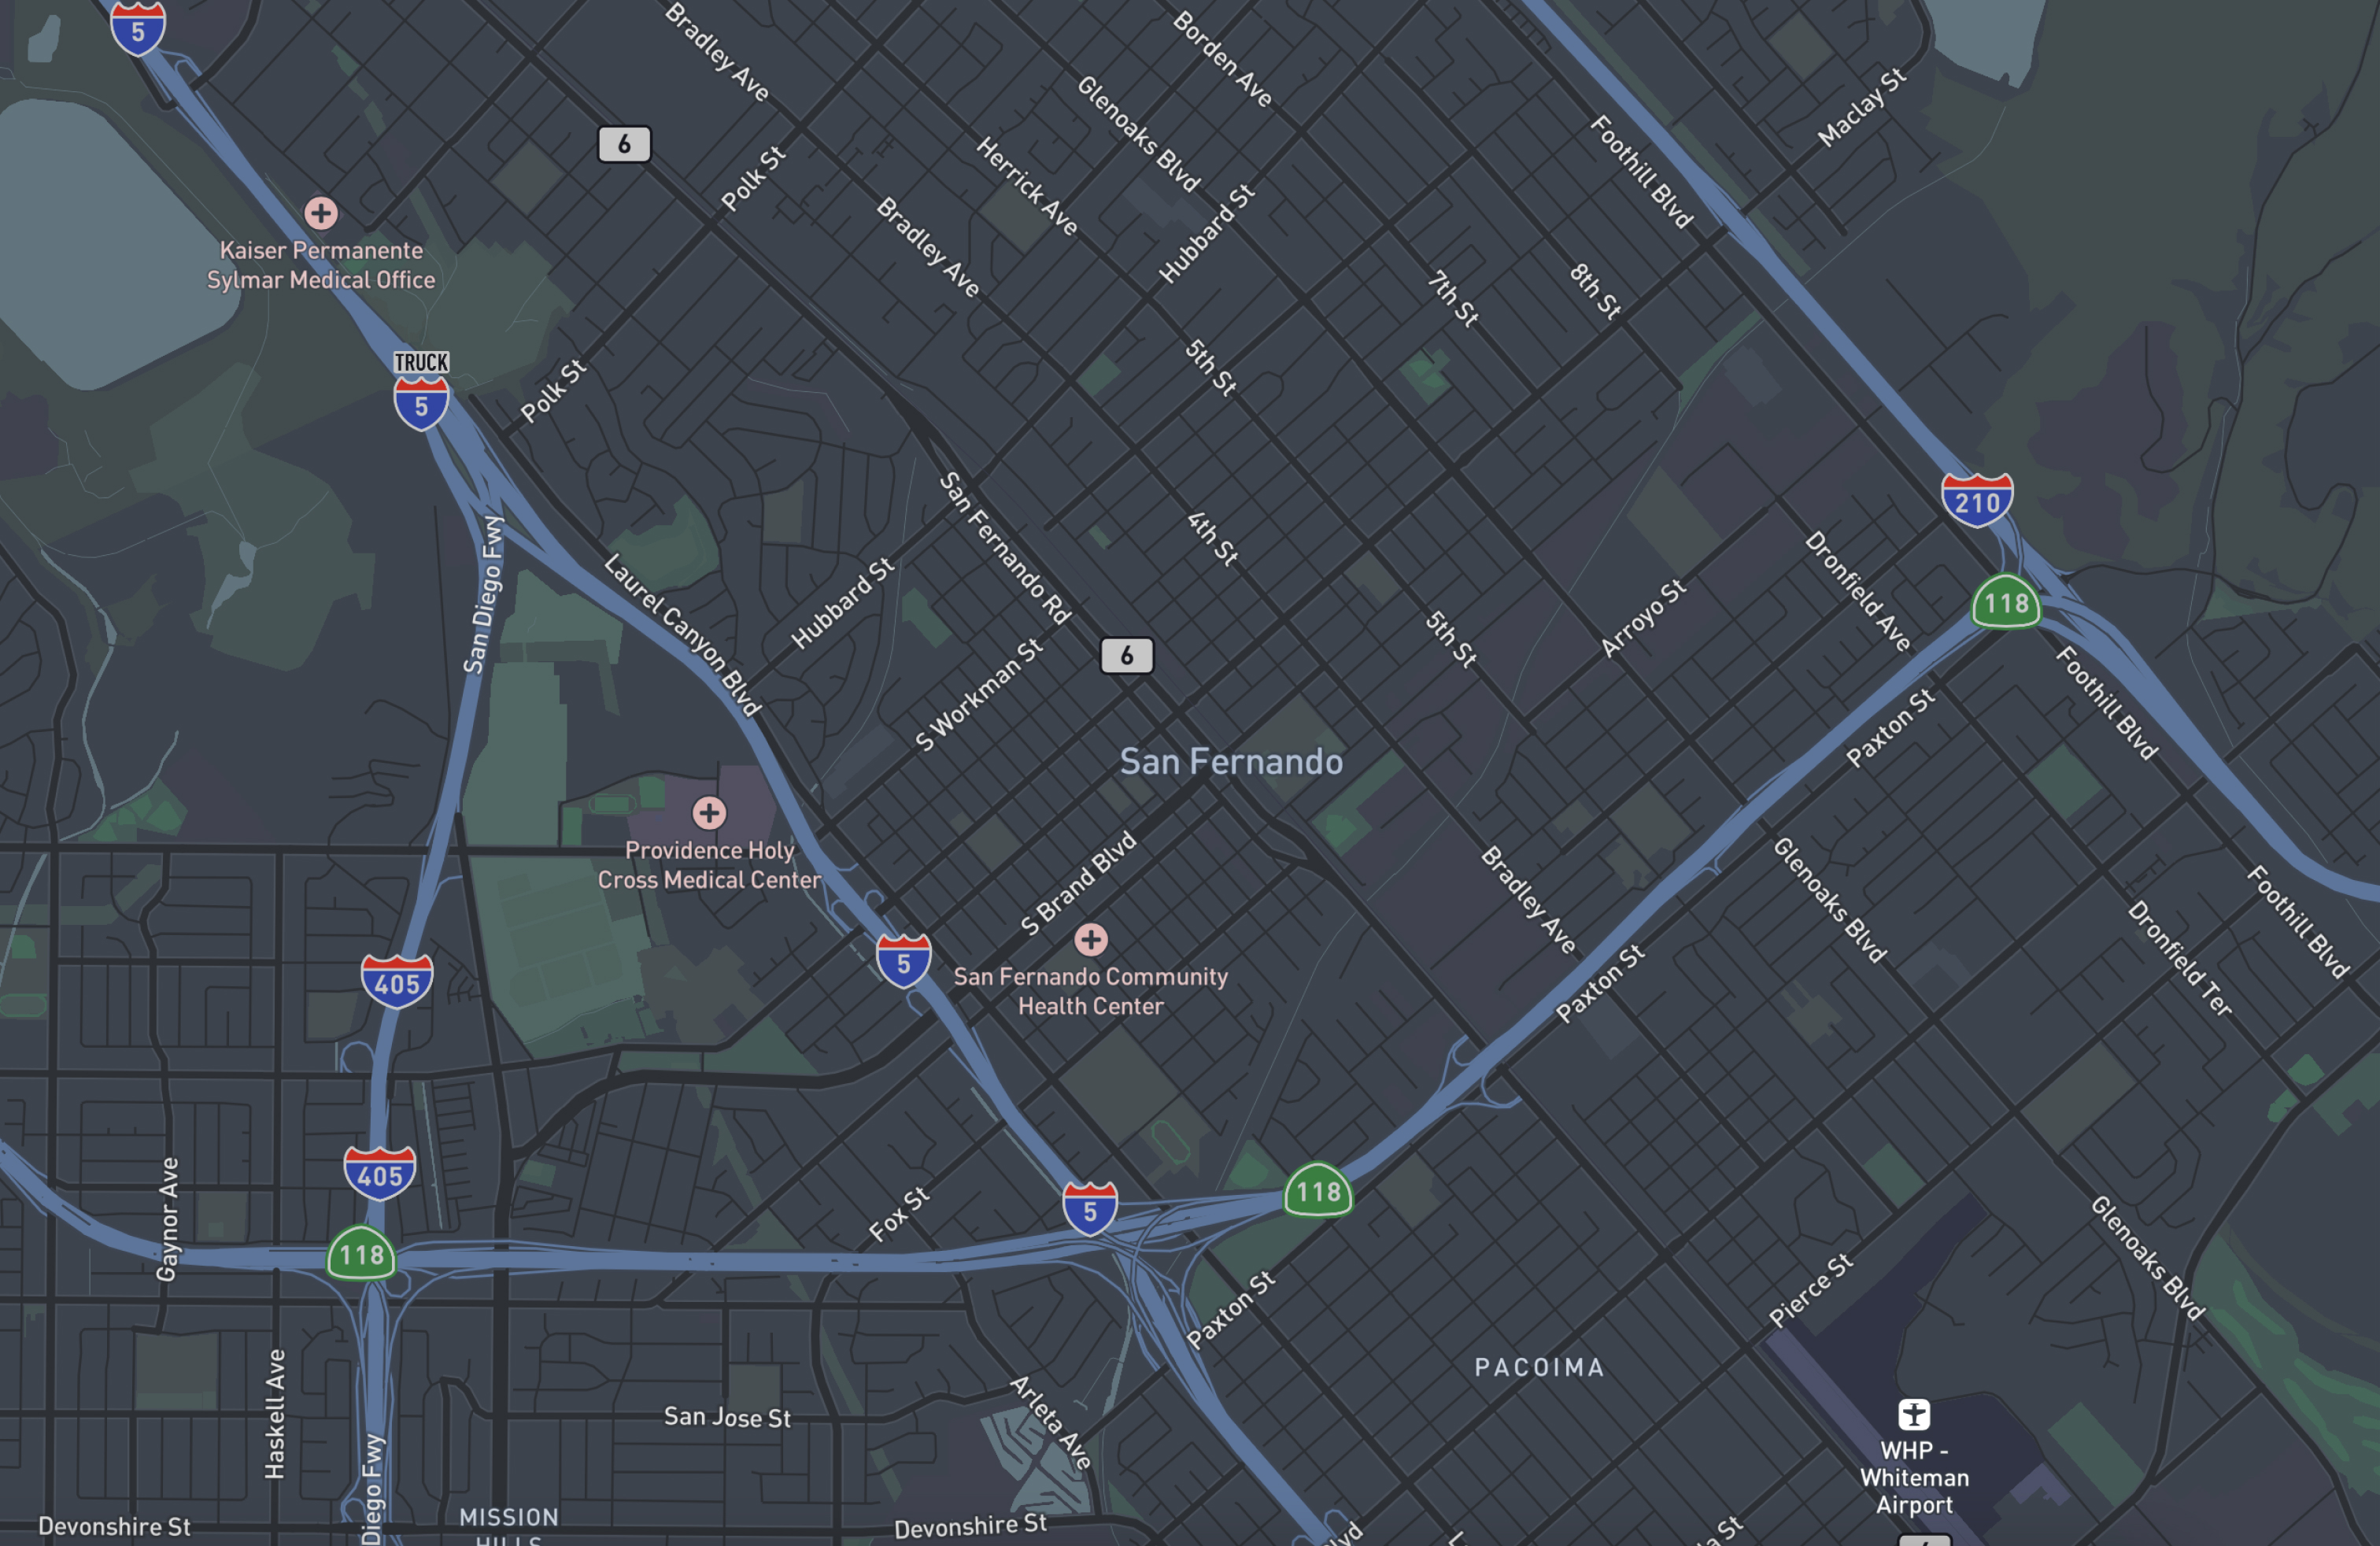 5
Bradley Ave
Borden Ave
Glenoaks Blvd
Maclay St
6
Polk St
Herrick Ave
Foothill Blvd
Hubbard St
Kaiser Permanente
Sylmar Medical Office
Bradley Ave
7th St
8th St
TRUCK
5
Polk St
5th St
210
San Fernando Rd
4th St
San Diego Fwy
Laurel Canyon Blvd
Hubbard St
Dronfield Ave
118
Arroyo St
5th St
6
S Workman St
Foothill Blvd
Paxton St
San Fernando
Providence Holy
Cross Medical Center
S Brand Blvd
Bradley Ave
Glenoaks Blvd
Foothill Blvd
Dronfield Ter
5
405
San Fernando Community
Health Center
Paxton St
405
Gaynor Ave
Fox St
5
118
118
Glenoaks Blvd
Pierce St
Paxton St
PACOIMA
Haskell Ave
San Jose St
Arleta Ave
WHP -
Whiteman
Airport
Diego Fwy
MISSION
HILLS
Devonshire St
Devonshire St